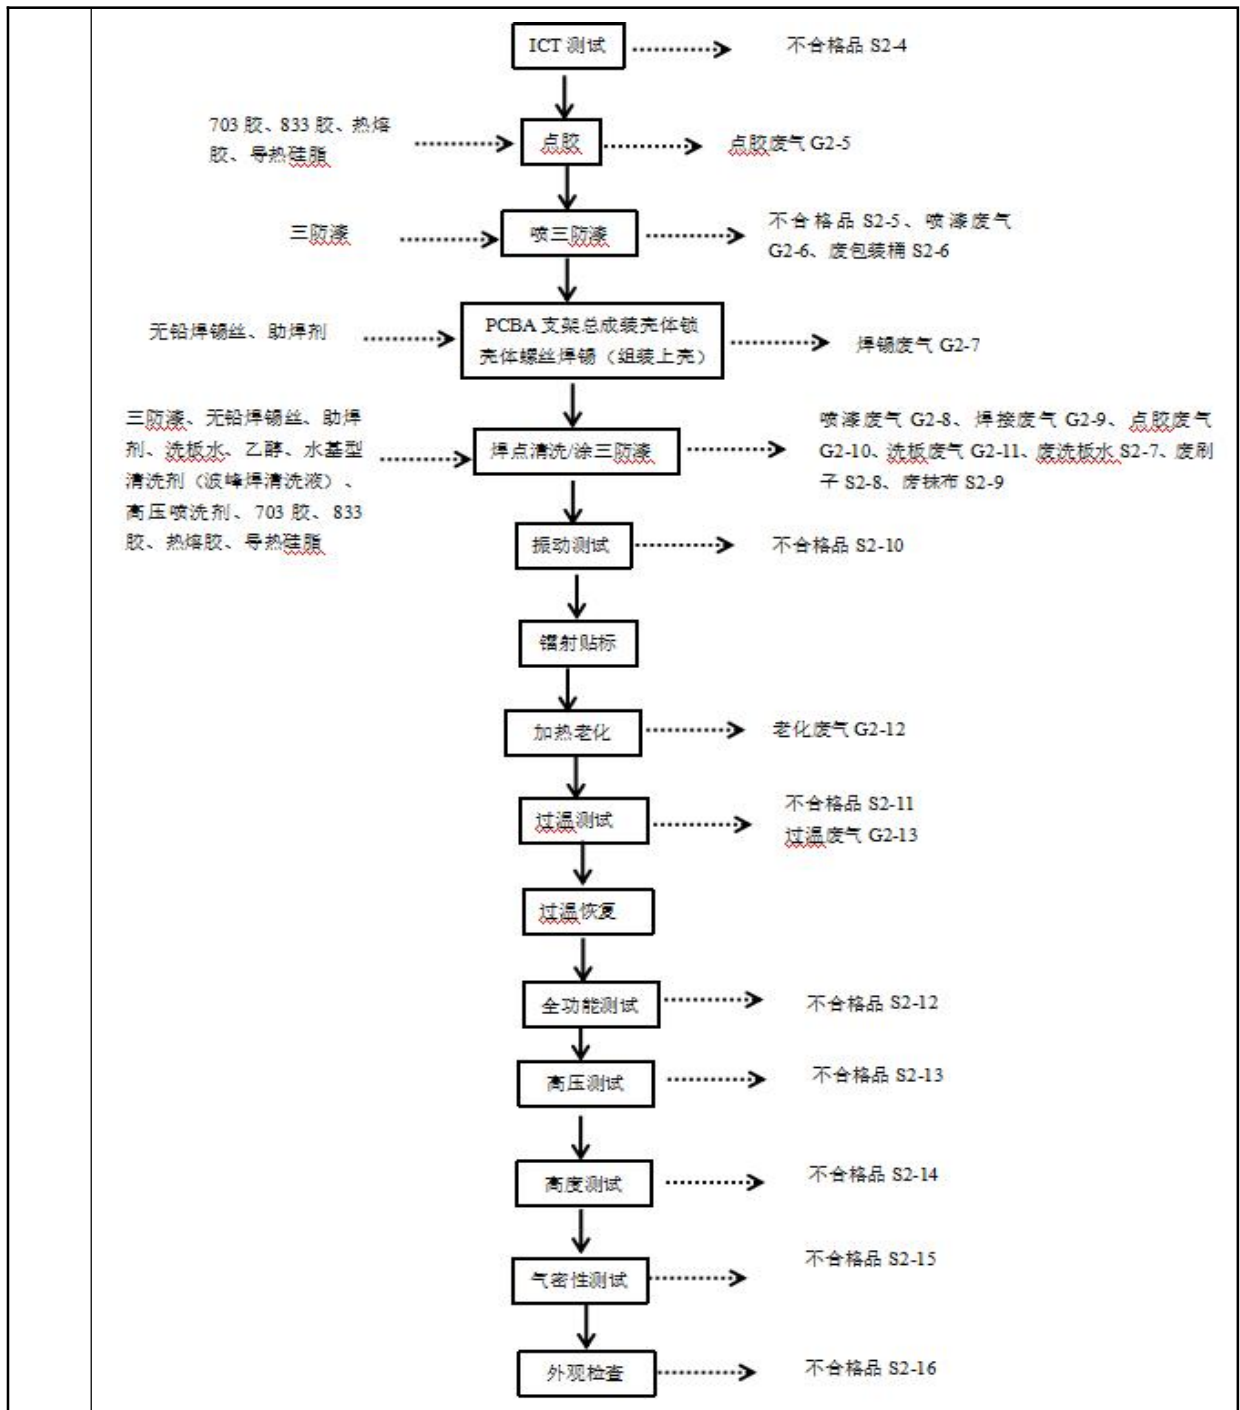 ICT 测试
不合格品 S2-4
703 胶、833 胶、热熔
胶、导热硅脂
点胶
点胶废气 G2-5
三防漆
喷三防漆
不合格品 S2-5、喷漆废气
G2-6、废包装桶 S2-6
无铅焊锡丝、助焊剂
PCBA 支架总成装壳体锁
壳体螺丝焊锡（组装上壳）
焊锡废气 G2-7
三防漆、无铅焊锡丝、助焊
剂、洗板水、乙醇、水基型
清洗剂（波峰焊清洗液）、
高压喷洗剂、703 胶、833
胶、热熔胶、导热硅脂
焊点清洗/涂三防漆
喷漆废气 G2-8、焊接废气 G2-9、点胶废气
G2-10、洗板废气 G2-11、废洗板水 S2-7、废刷
子 S2-8、废抹布 S2-9
振动测试
不合格品 S2-10
镭射贴标
加热老化
老化废气 G2-12
过温测试
不合格品 S2-11
过温废气 G2-13
过温恢复
全功能测试
不合格品 S2-12
高压测试
不合格品 S2-13
高度测试
不合格品 S2-14
气密性测试
不合格品 S2-15
外观检查
不合格品 S2-16